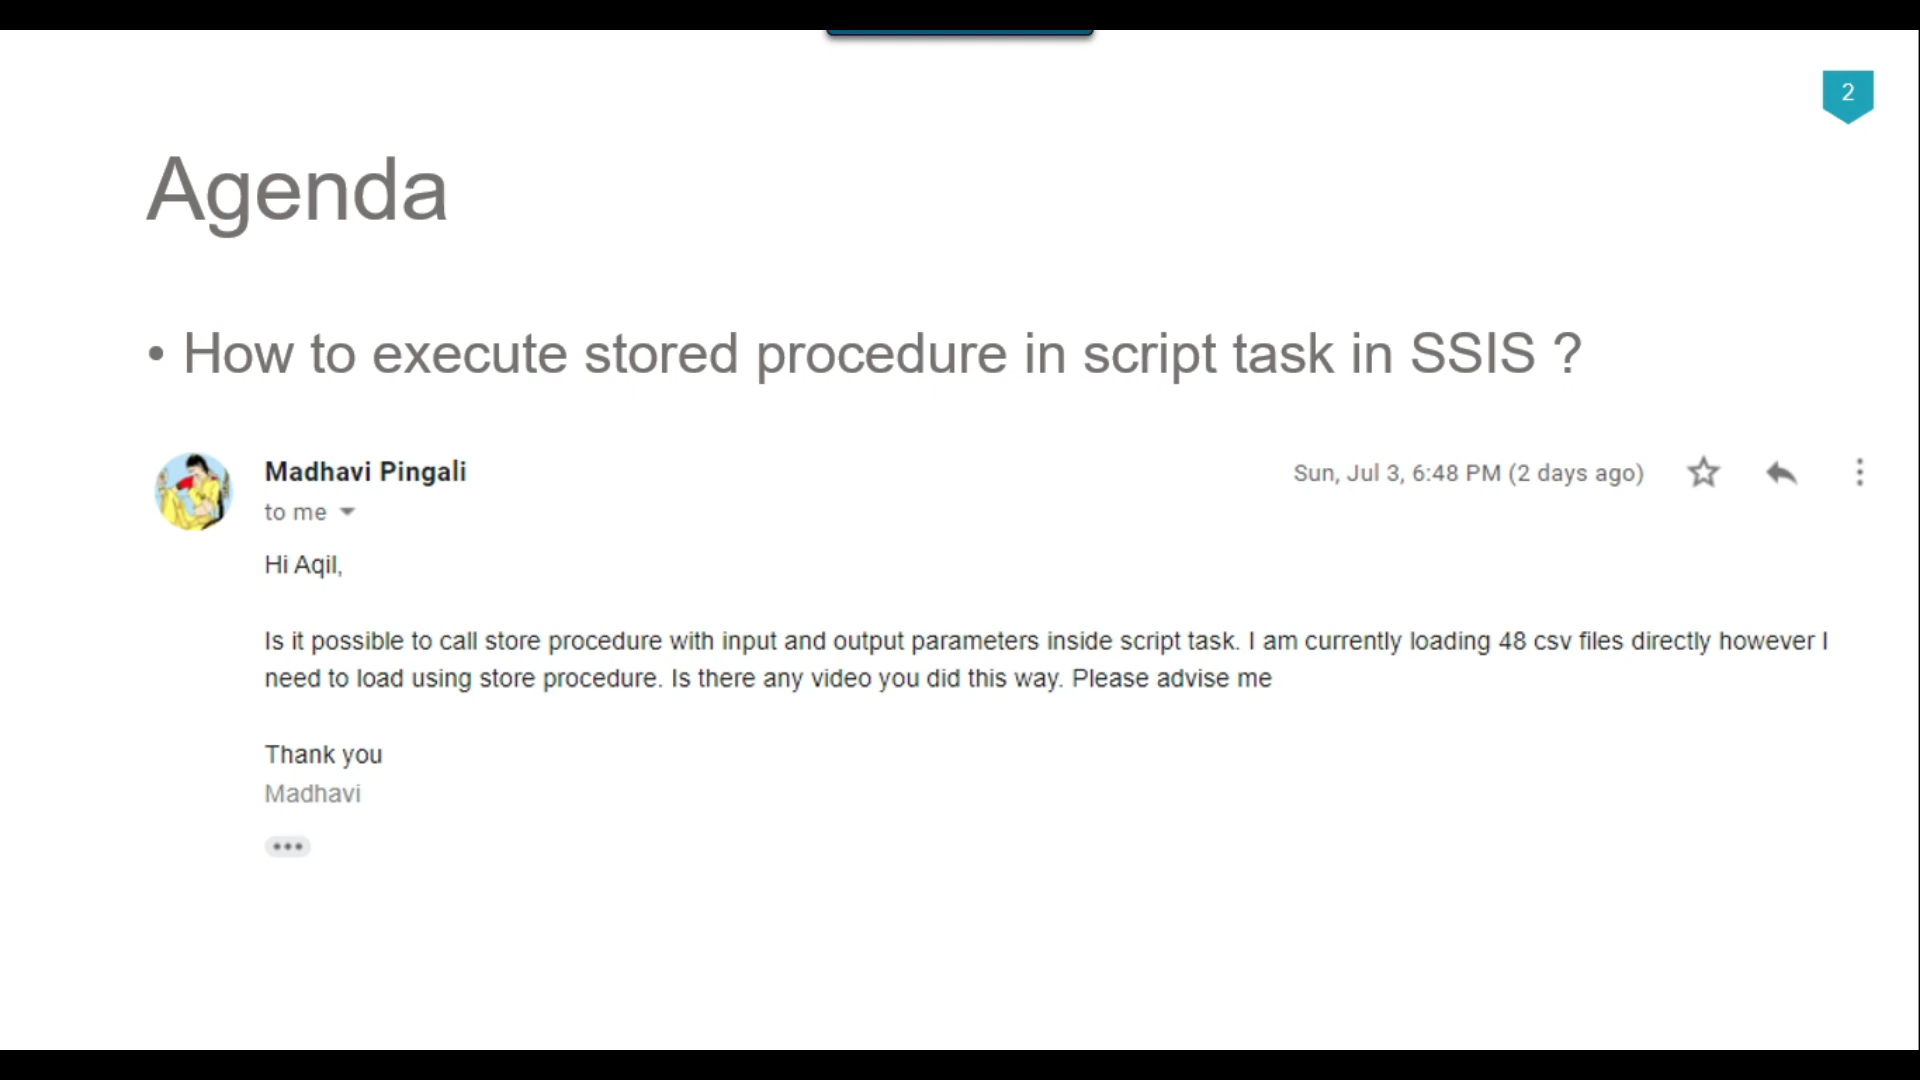 2
Agenda
• How to execute stored procedure in script task in SSIS ?
Madhavi Pingali
Sun, Jul 3, 6:48 PM (2 days ago)
to me
Hi Aqil,
Is it possible to call store procedure with input and output parameters inside script task. I am currently loading 48 csv files directly however I
need to load using store procedure. Is there any video you did this way. Please advise me
Thank you
Madhavi